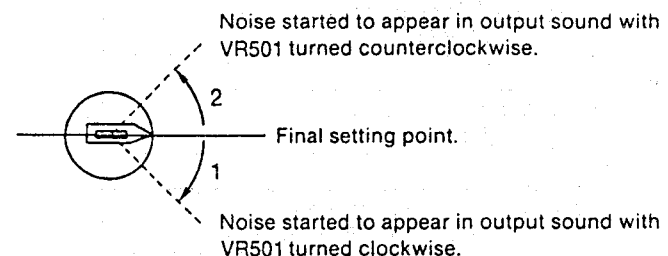 Noise started to appear in output sound with
VR501 turned counterclockwise.
2
Final setting point.
1
Noise started to appear in output sound with
VR501 turned clockwise.